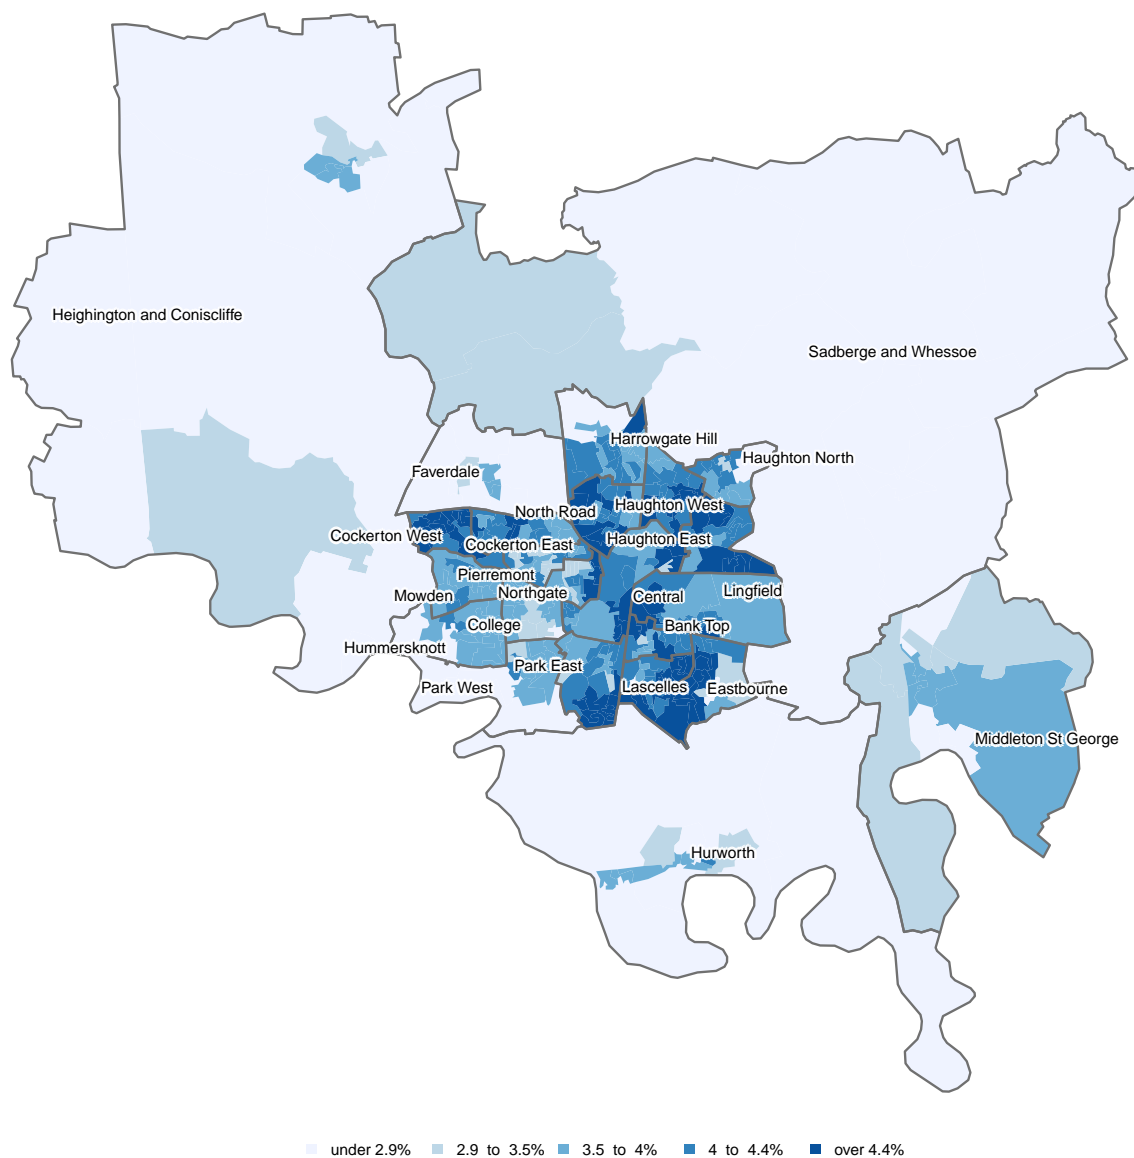 Heighington and Coniscliffe
Sadberge and Whessoe
Harrowgate Hill
Haughton North
Faverdale
Haughton West
North Road
Cockerton West
Haughton East
Cockerton East
Pierremont
Lingfield
Northgate
Mowden
Central
College
Bank Top
Hummersknott
Park East
Park West
Lascelles
Eastbourne
Middleton St George
Hurworth
under 2.9% 2.9 to 3.5% 3.5 to 4% 4 to 4.4% over 4.4%